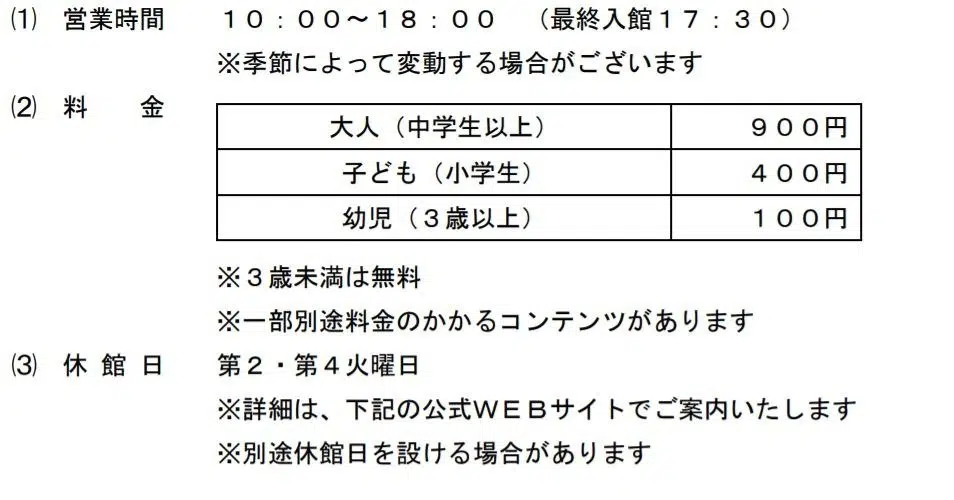 ⑴ 営業時間 10:00~18:00 (最終入館17:30)
※季節によって変動する場合がございます
⑵ 料 金
大人(中学生以上) 900円
子ども(小学生) 400円
幼児(3歳以上) 100円
※3歳未満は無料
※一部別途料金のかかるコンテンツがあります
⑶ 休 館 日 第2・第4火曜日
※詳細は、下記の公式WEBサイトでご案内いたします
※別途休館日を設ける場合があります